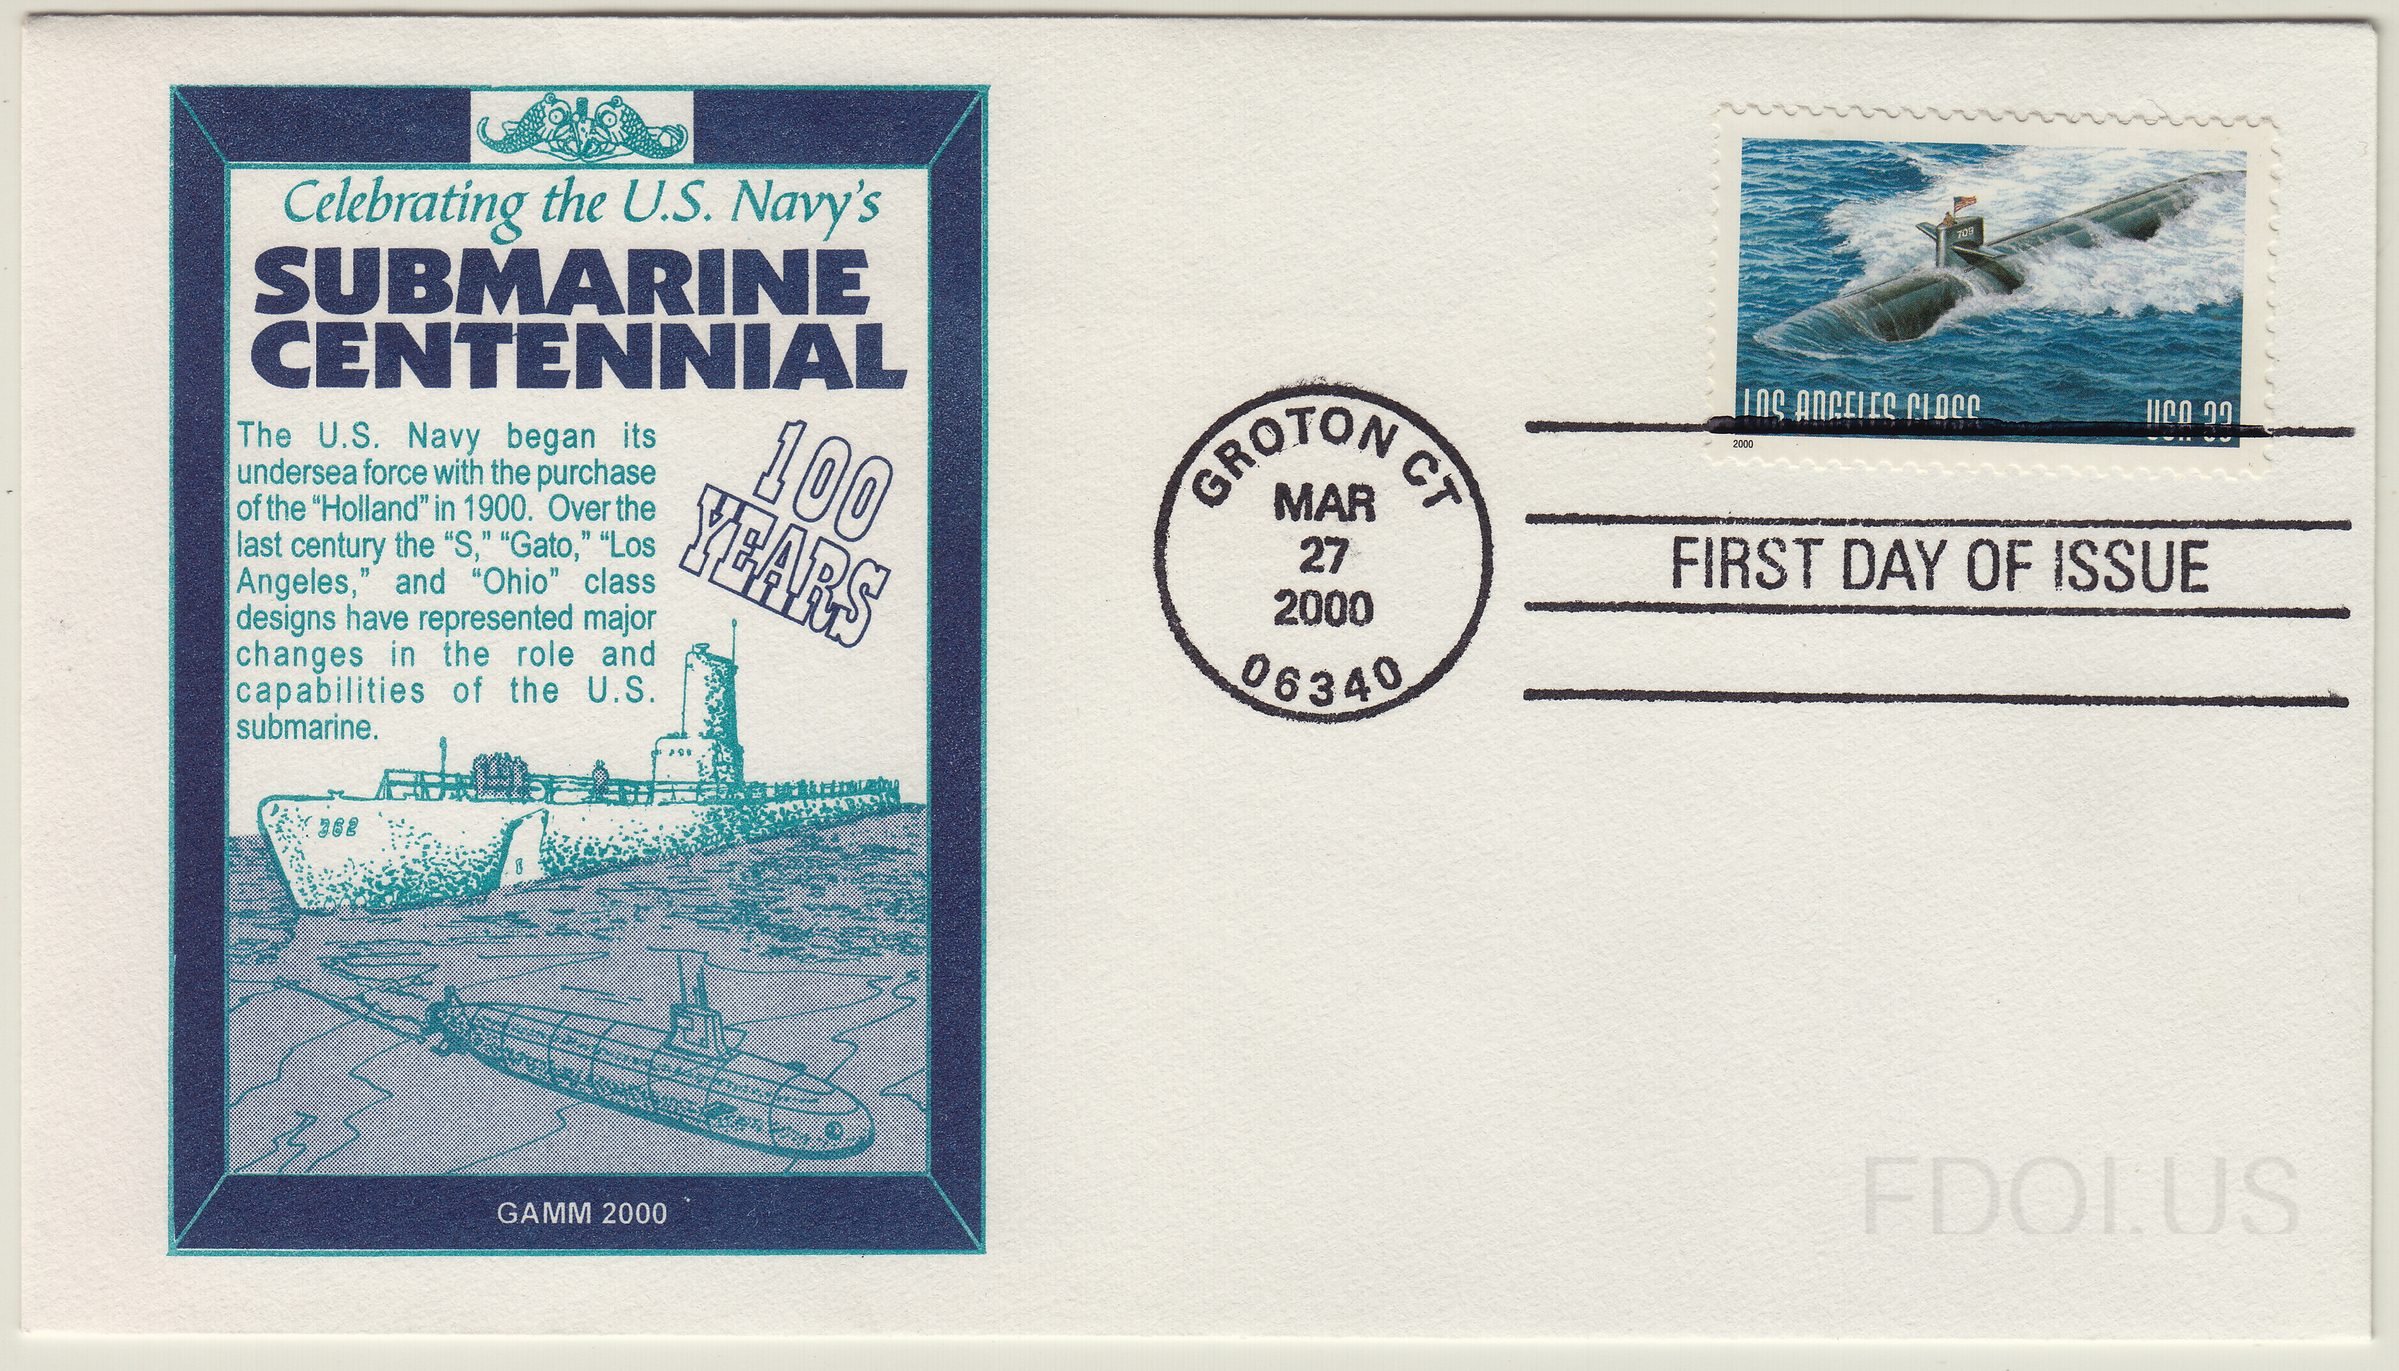 Celebrating the U.S. Navy's
SUBMARINE
CENTENNIAL
The U.S. Navy began its
undersea force with the purchase
of the “Holland” in 1900. Over the
last century the “S,” “Gato,” “Los
Angeles,” and “Ohio” class
designs have represented major
changes in the role and
capabilities of the U.S.
submarine.
100
YEARS
362
GAMM 2000
GROTON CT
MAR
27
2000
06340
709
LOS ANGELES CLASS
USA 33
2000
FIRST DAY OF ISSUE
FDOI.US